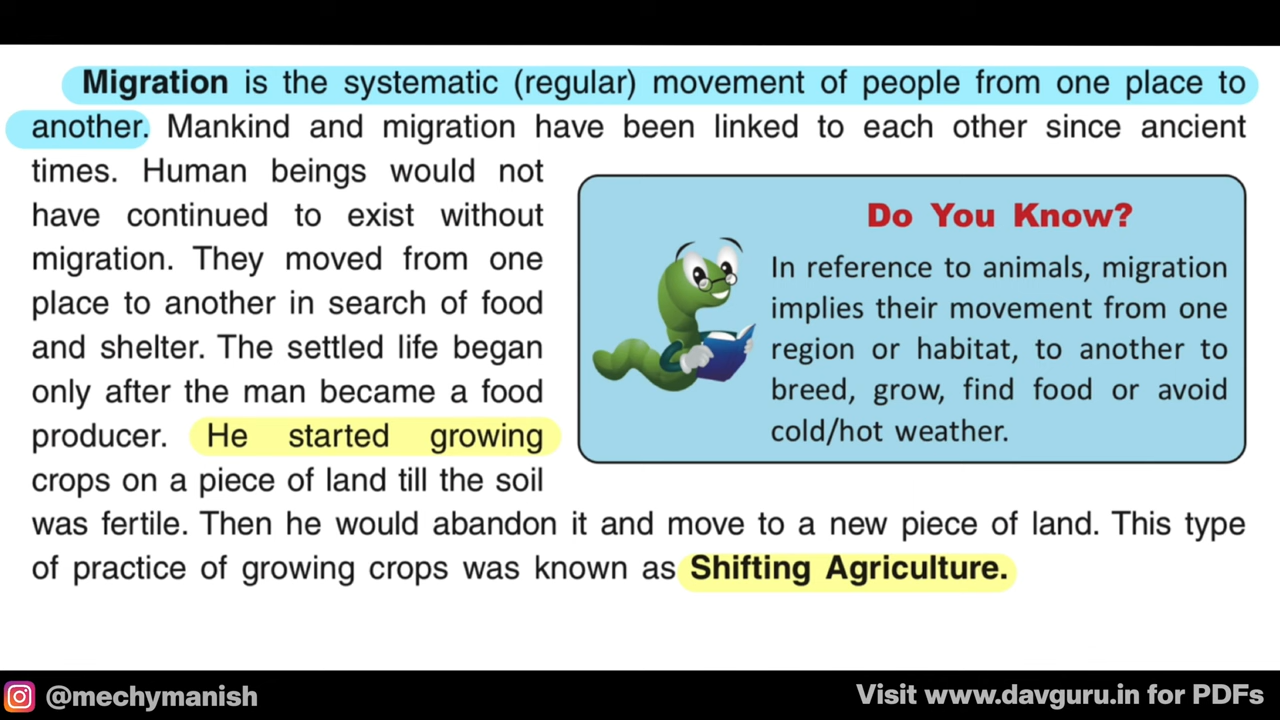 Migration is the systematic (regular) movement of people from one place to
another. Mankind and migration have been linked to each other since ancient
times. Human beings would not
have continued to exist without
migration. They moved from one
place to another in search of food
and shelter. The settled life began
only after the man became a food
producer. He started growing
crops on a piece of land till the soil
was fertile. Then he would abandon it and move to a new piece of land. This type
of practice of growing crops was known as Shifting Agriculture.
Do You Know?
In reference to animals, migration
implies their movement from one
region or habitat, to another to
breed, grow, find food or avoid
cold/hot weather.
@mechymanish
Visit www.davguru.in for PDFs